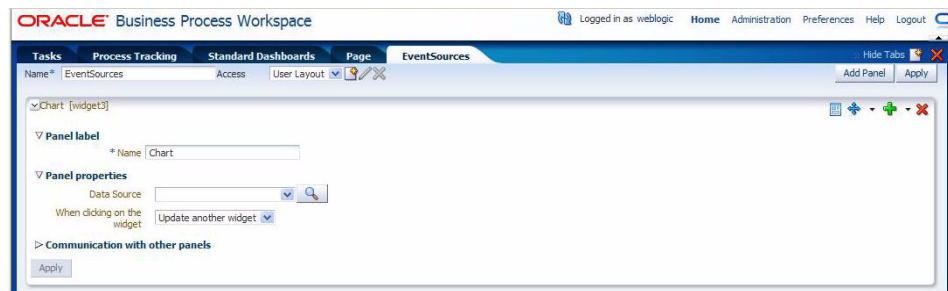 ORACLE Business Process Workspace
Logged in as weblogic Home Administration Preferences Help Logout
Tasks Process Tracking Standard Dashboards Page EventSources Hide Tabs
Name* EventSources Access User Layout Add Panel Apply
Chart [widget3]
Panel label
* Name Chart
Panel properties
Data Source
When clicking on the
widget Update another widget
Communication with other panels
Apply